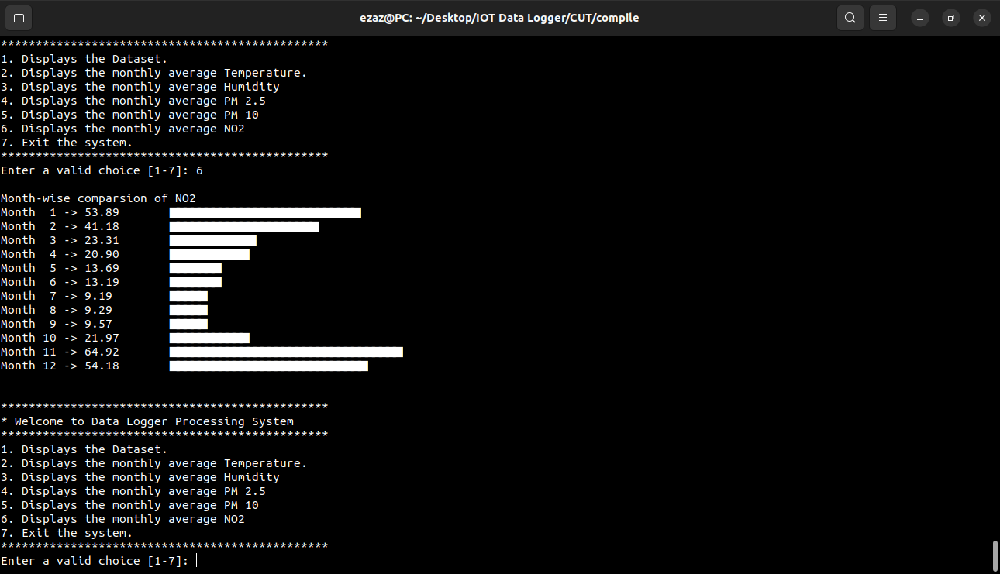 ezaz@PC: ~/Desktop/IOT Data Logger/CUT/compile
***********************************************
1. Displays the Dataset.
2. Displays the monthly average Temperature.
3. Displays the monthly average Humidity
4. Displays the monthly average PM 2.5
5. Displays the monthly average PM 10
6. Displays the monthly average NO2
7. Exit the system.
***********************************************
Enter a valid choice [1-7]: 6
Month-wise comparsion of NO2
Month  1 -> 53.89
Month  2 -> 41.18
Month  3 -> 23.31
Month  4 -> 20.90
Month  5 -> 13.69
Month  6 -> 13.19
Month  7 -> 9.19
Month  8 -> 9.29
Month  9 -> 9.57
Month 10 -> 21.97
Month 11 -> 64.92
Month 12 -> 54.18
***********************************************
* Welcome to Data Logger Processing System
***********************************************
1. Displays the Dataset.
2. Displays the monthly average Temperature.
3. Displays the monthly average Humidity
4. Displays the monthly average PM 2.5
5. Displays the monthly average PM 10
6. Displays the monthly average NO2
7. Exit the system.
***********************************************
Enter a valid choice [1-7]: